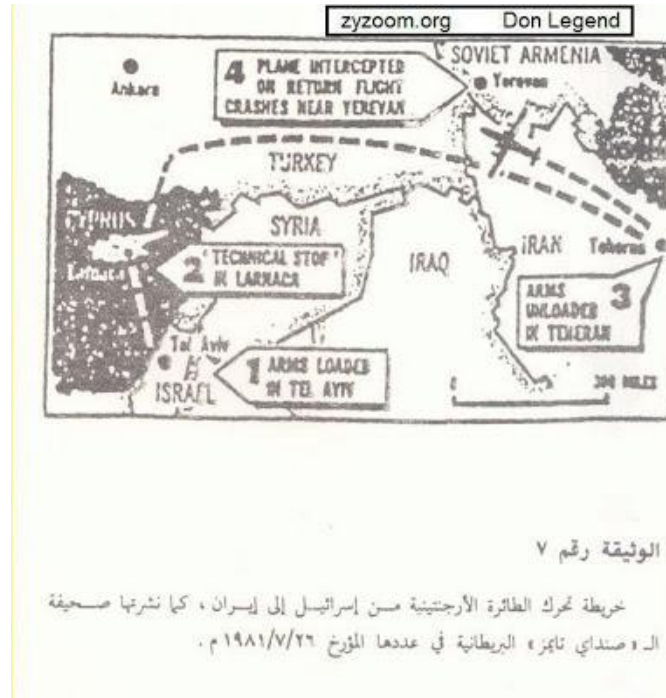 zyzoom.org Don Legend
SOVIET ARMENIA
Ankara
Yerevan
4 PLANE INTERCEPTED
ON RETURN FLIGHT
CRASHES NEAR YEREVAN
TURKEY
CYPRUS
SYRIA
Larnaca
2 'TECHNICAL STOP'
IN LARNACA
IRAQ
IRAN
Teheran
ARMS
UNLOADED
IN TEHERAN
3
Tel Aviv
ISRAEL
1 ARMS LOADED
IN TEL AVIV
0 300 MILES
الوثيقة رقم ٧
خريطة تحرك الطائرة الأرجنتينية من إسرائيل إلى إيران ، كما نشرتها صحيفة
الـ «صنداي تايمز» البريطانية في عددها المؤرخ ١٩٨١/٧/٢٦م .